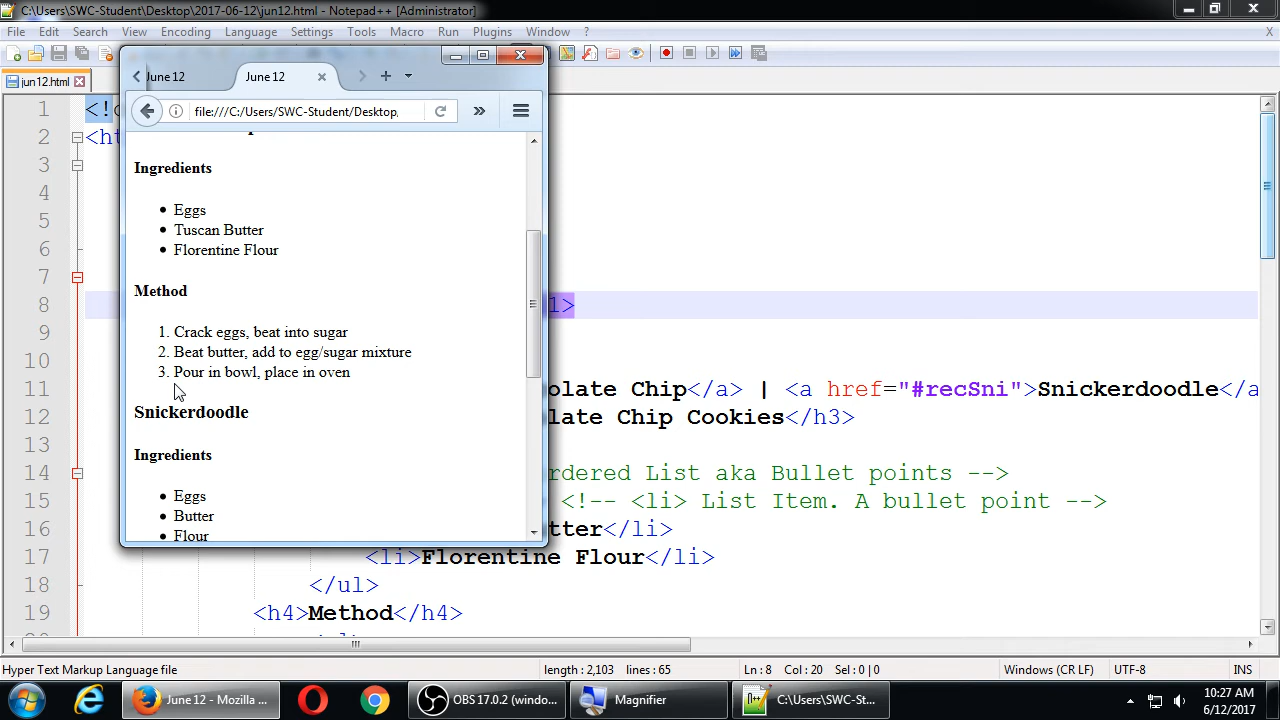 C:\Users\SWC-Student\Desktop\2017-06-12\jun12.html - Notepad++ [Administrator]
File Edit Search View Encoding Language Settings Tools Macro Run Plugins Window ?
X
jun12.html
June 12
June 12
file:///C:/Users/SWC-Student/Desktop,
Ingredients
• Eggs
• Tuscan Butter
• Florentine Flour
Method
1. Crack eggs, beat into sugar
2. Beat butter, add to egg/sugar mixture
3. Pour in bowl, place in oven
Snickerdoodle
Ingredients
• Eggs
• Butter
• Flour
1 <!
2 <ht
3
4
5
6
7
8 1>
9
10
11 olate Chip</a> | <a href="#recSni">Snickerdoodle</a
12 late Chip Cookies</h3>
13
14 rdered List aka Bullet points -->
15 <!-- <li> List Item. A bullet point -->
16 tter</li>
17 <li>Florentine Flour</li>
18 </ul>
19 <h4>Method</h4>
Hyper Text Markup Language file length : 2,103 lines : 65 Ln : 8 Col : 20 Sel : 0 | 0 Windows (CR LF) UTF-8 INS
June 12 - Mozilla ...
OBS 17.0.2 (windo...
Magnifier
C:\Users\SWC-St...
10:27 AM
6/12/2017